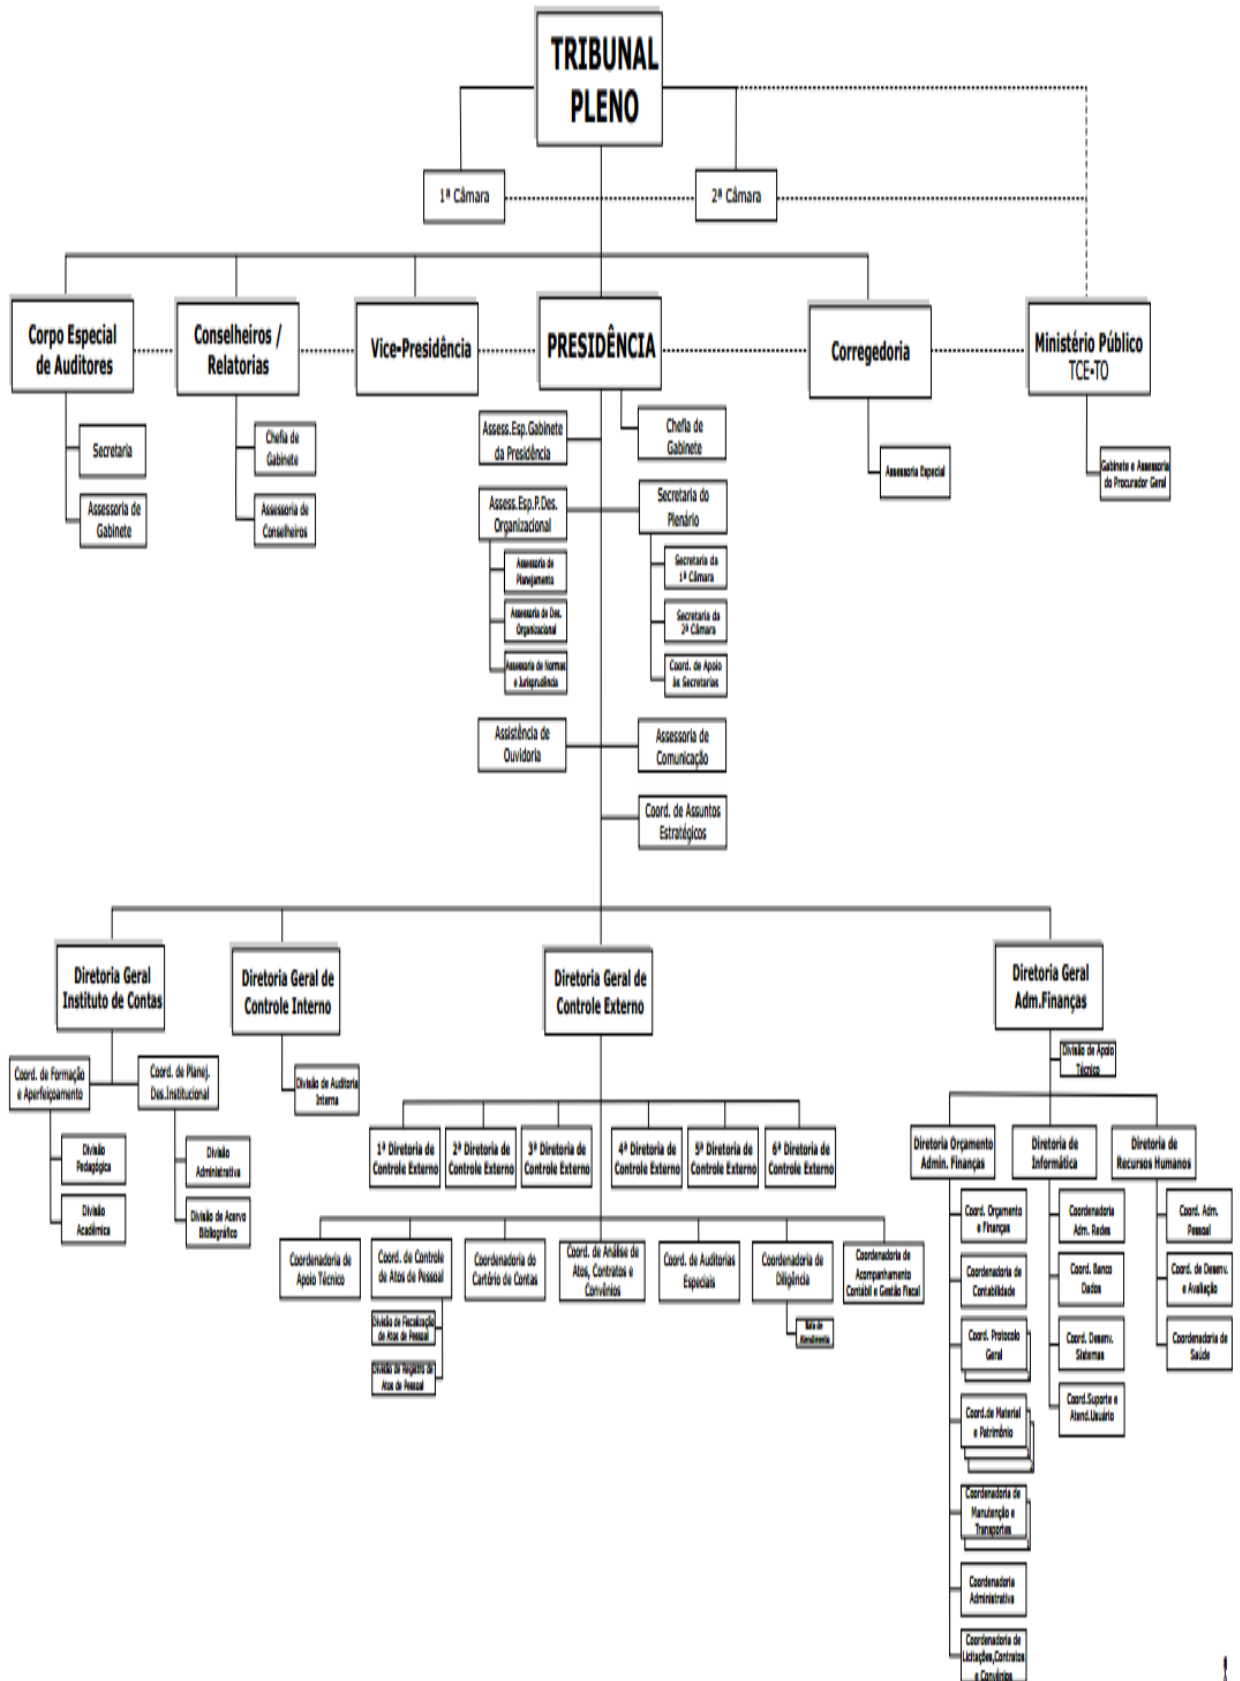 TRIBUNAL
PLENO
1ª Câmara
2ª Câmara
Corpo Especial
de Auditores
Conselheiros /
Relatorias
Vice-Presidência
PRESIDÊNCIA
Corregedoria
Ministério Público
TCE-TO
Secretaria
Assessoria de
Gabinete
Chefia de
Gabinete
Assessoria de
Conselheiros
Assess.Esp.Gabinete
da Presidência
Chefia de
Gabinete
Assessoria Especial
Gabinete e Assessoria
do Procurador Geral
Assess.Esp.P.Des.
Organizacional
Secretaria do
Plenário
Assessoria de
Planejamento
Assessoria de Des.
Organizacional
Assessoria de Normas
e Jurisprudência
Secretaria da
1ª Câmara
Secretaria da
2ª Câmara
Coord. de Apoio
às Secretarias
Assistência de
Ouvidoria
Assessoria de
Comunicação
Coord. de Assuntos
Estratégicos
Diretoria Geral
Instituto de Contas
Diretoria Geral de
Controle Interno
Diretoria Geral de
Controle Externo
Diretoria Geral
Adm.Finanças
Coord. de Formação
e Aperfeiçoamento
Coord. de Planej.
Des.Institucional
Divisão
Pedagógica
Divisão
Acadêmica
Divisão
Administrativa
Divisão de Acervo
Bibliográfico
Divisão de Auditoria
Interna
Divisão de Apoio
Técnico
1ª Diretoria de
Controle Externo
2ª Diretoria de
Controle Externo
3ª Diretoria de
Controle Externo
4ª Diretoria de
Controle Externo
5ª Diretoria de
Controle Externo
6ª Diretoria de
Controle Externo
Diretoria Orçamento
Admin. Finanças
Diretoria de
Informática
Diretoria de
Recursos Humanos
Coordenadoria de
Apoio Técnico
Coord. de Controle
de Atos de Pessoal
Coordenadoria do
Cartório de Contas
Coord. de Análise de
Atos, Contratos e
Convênios
Coord. de Auditorias
Especiais
Coordenadoria de
Diligência
Coordenadoria de
Acompanhamento
Contábil e Gestão Fiscal
Divisão de Fiscalização
de Atos de Pessoal
Divisão de Registro de
Atos de Pessoal
Sala de
Atendimento
Coord. Orçamento
e Finanças
Coordenadoria de
Contabilidade
Coord. Protocolo
Geral
Coord.de Material
e Patrimônio
Coordenadoria de
Manutenção e
Transportes
Coordenadoria
Administrativa
Coordenadoria de
Licitações,Contratos
e Convênios
Coordenadoria
Adm. Redes
Coord. Banco
Dados
Coord. Desenv.
Sistemas
Coord.Suporte e
Atend.Usuário
Coord. Adm.
Pessoal
Coord. de Desenv.
e Avaliação
Coordenadoria de
Saúde